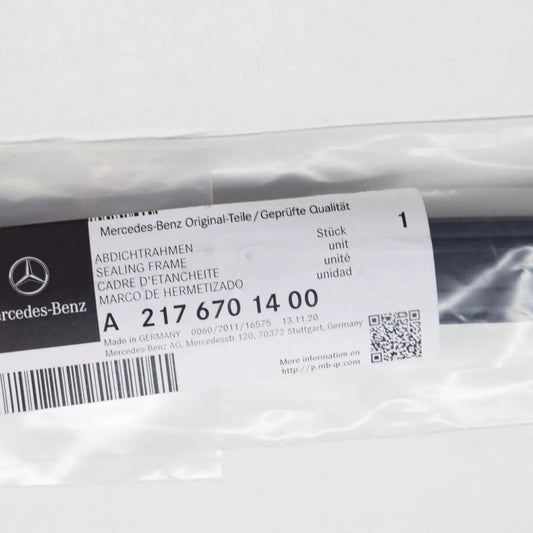 Mercedes-Benz Original-Teile / Geprüfte Qualität
ABDICHTRAHMEN Stück 1
SEALING FRAME unit
CADRE D'ETANCHEITE unité
MARCO DE HERMETIZADO unidad
Mercedes-Benz
A 217 670 14 00
Made in GERMANY 0060/2011/16575 13.11.20
Mercedes-Benz AG, Mercedesstr.120, 70372 Stuttgart, Germany
More information on
http://p.mb-qr.com/